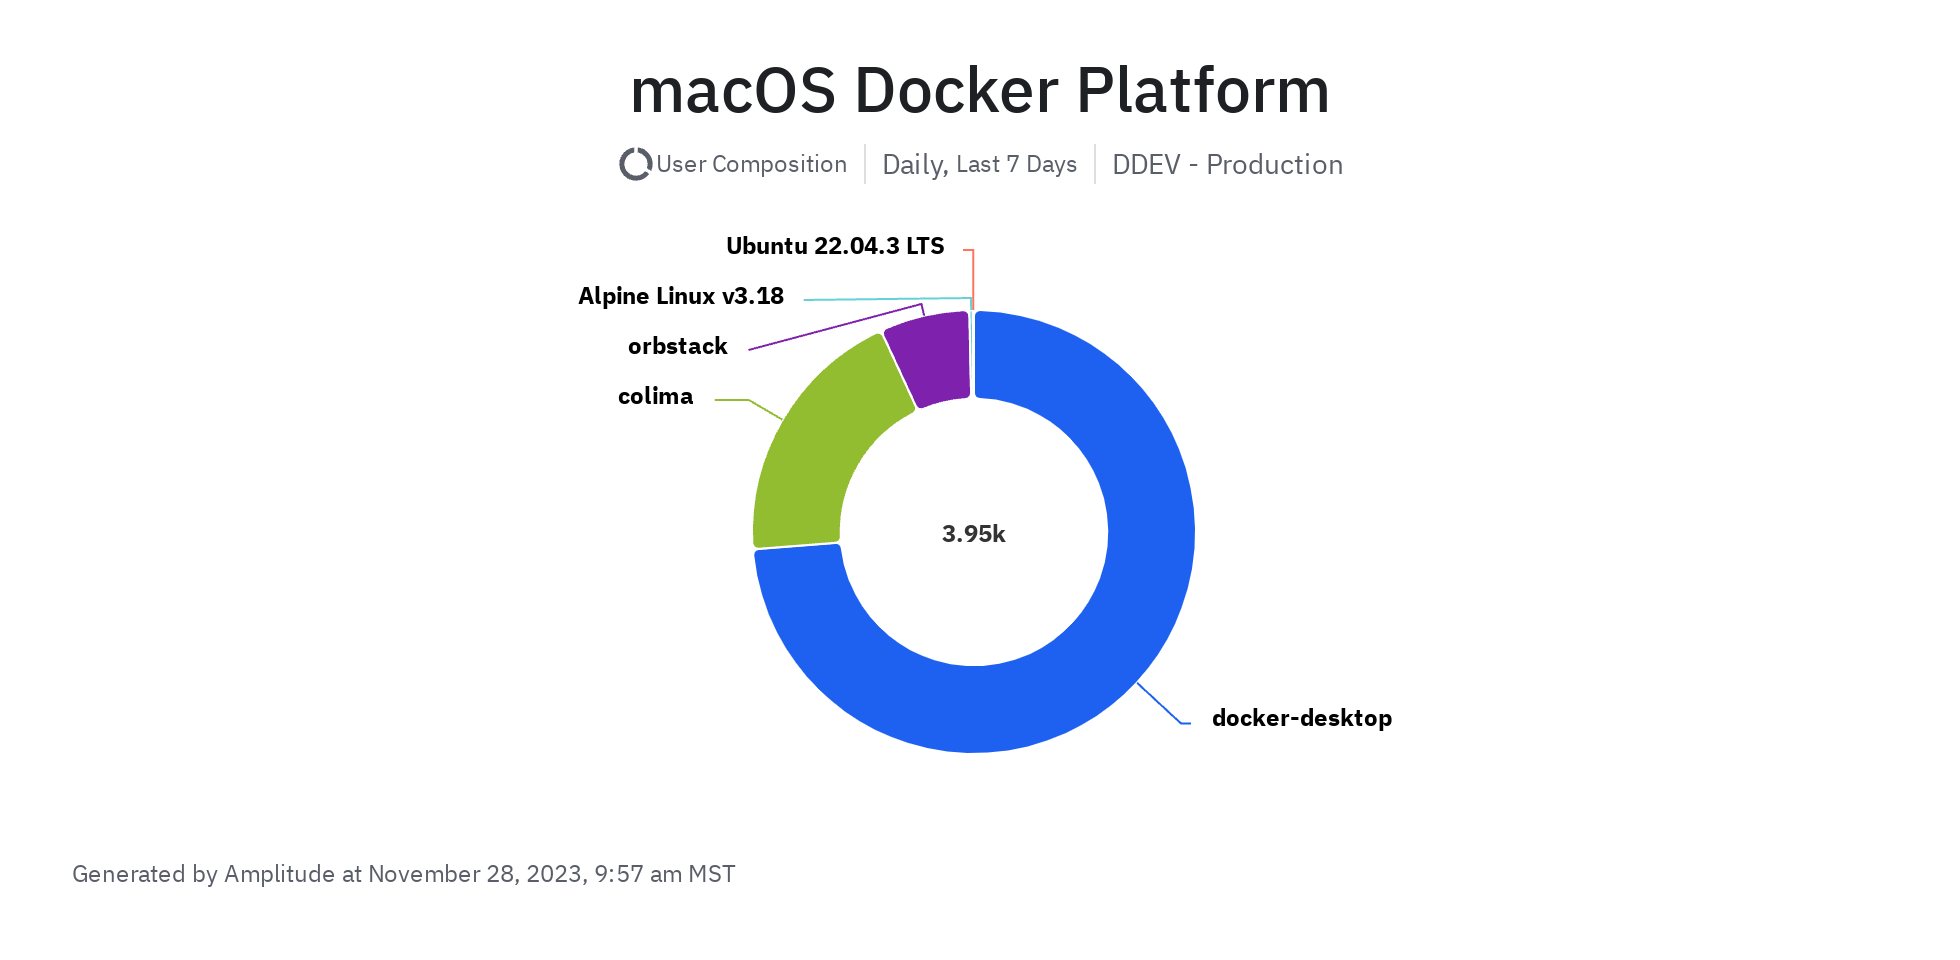 macOS Docker Platform
User Composition Daily, Last 7 Days DDEV - Production
Ubuntu 22.04.3 LTS
Alpine Linux v3.18
orbstack
colima
3.95k
docker-desktop
Generated by Amplitude at November 28, 2023, 9:57 am MST